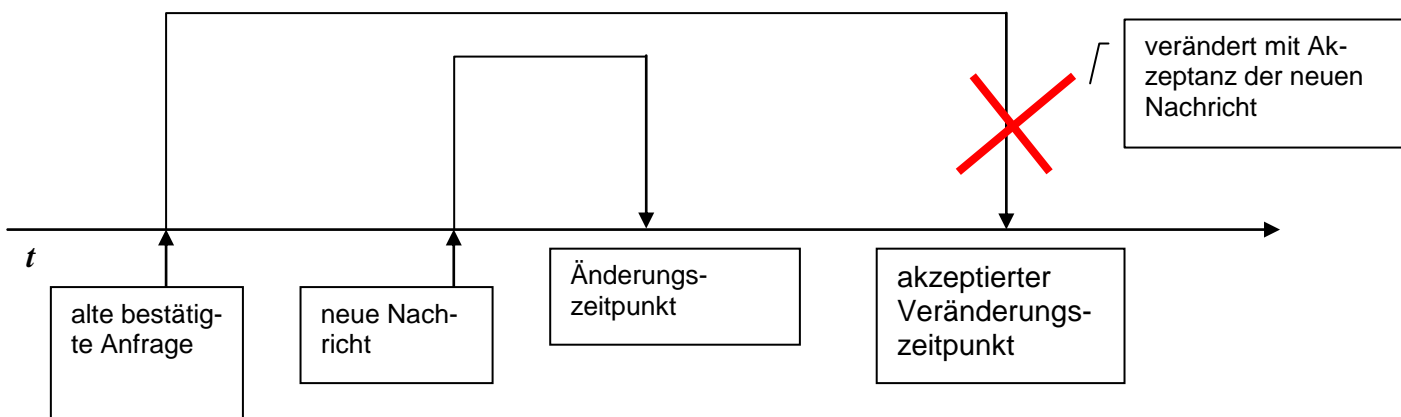 verändert mit Ak-
zeptanz der neuen
Nachricht
t
alte bestätig-
te Anfrage
neue Nach-
richt
Änderungs-
zeitpunkt
akzeptierter
Veränderungs-
zeitpunkt